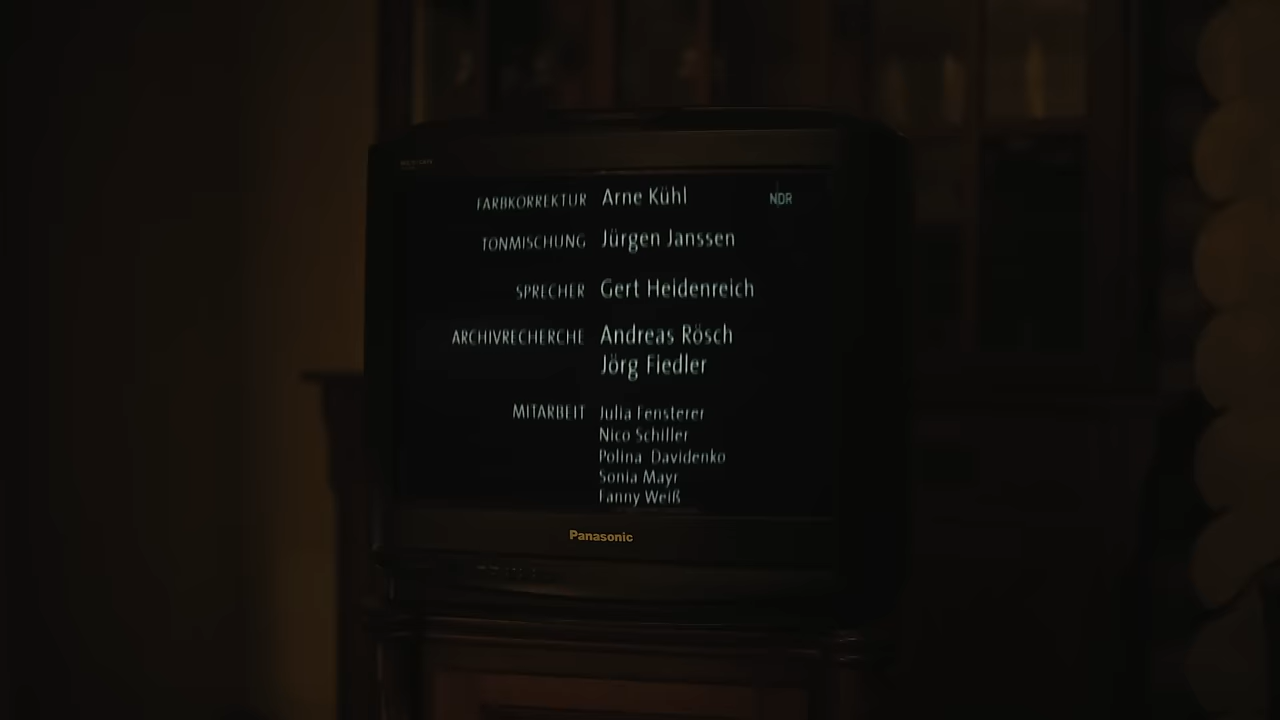 FARBKORREKTUR Arne Kühl
NDR
TONMISCHUNG Jürgen Janssen
SPRECHER Gert Heidenreich
ARCHIVRECHERCHE Andreas Rösch
Jörg Fiedler
MITARBEIT Julia Fensterer
Nico Schiller
Polina Davidenko
Sonia Mayr
Fanny Weiß
Panasonic